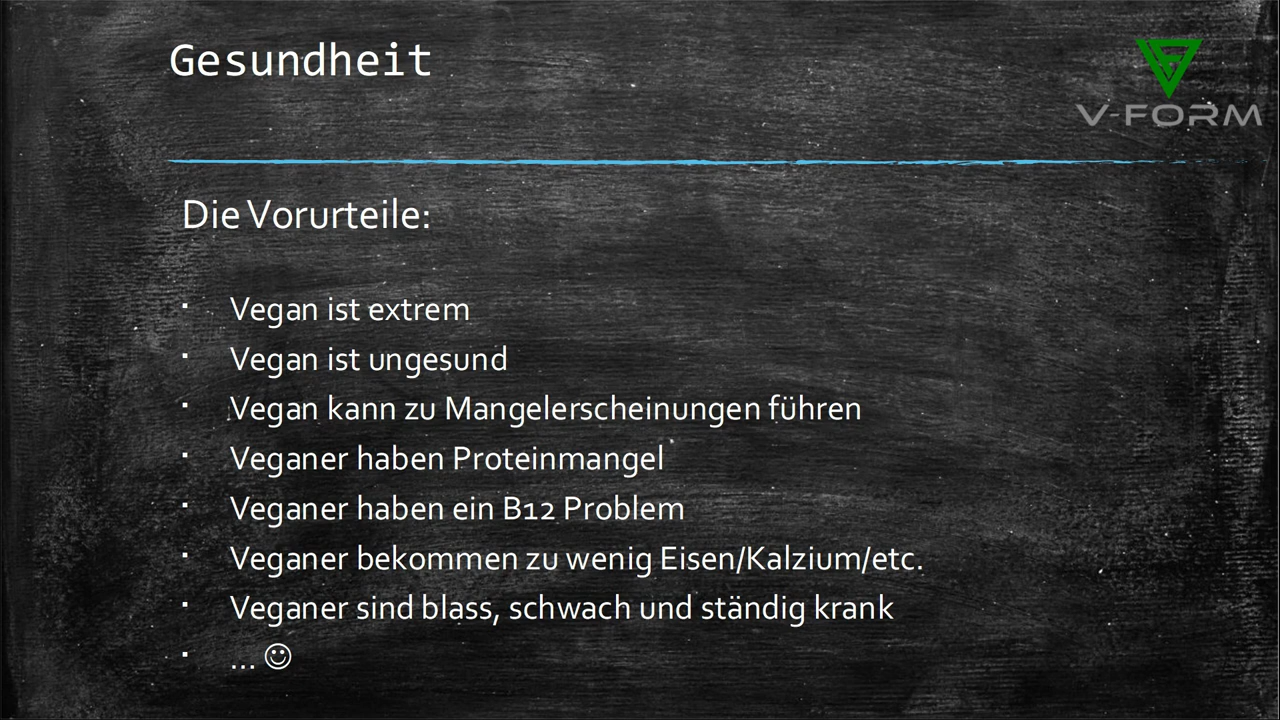 Gesundheit
V-FORM
Die Vorurteile:
▪ Vegan ist extrem
▪ Vegan ist ungesund
▪ Vegan kann zu Mangelerscheinungen führen
▪ Veganer haben Proteinmangel
▪ Veganer haben ein B12 Problem
▪ Veganer bekommen zu wenig Eisen/Kalzium/etc.
▪ Veganer sind blass, schwach und ständig krank
▪ ... ☺